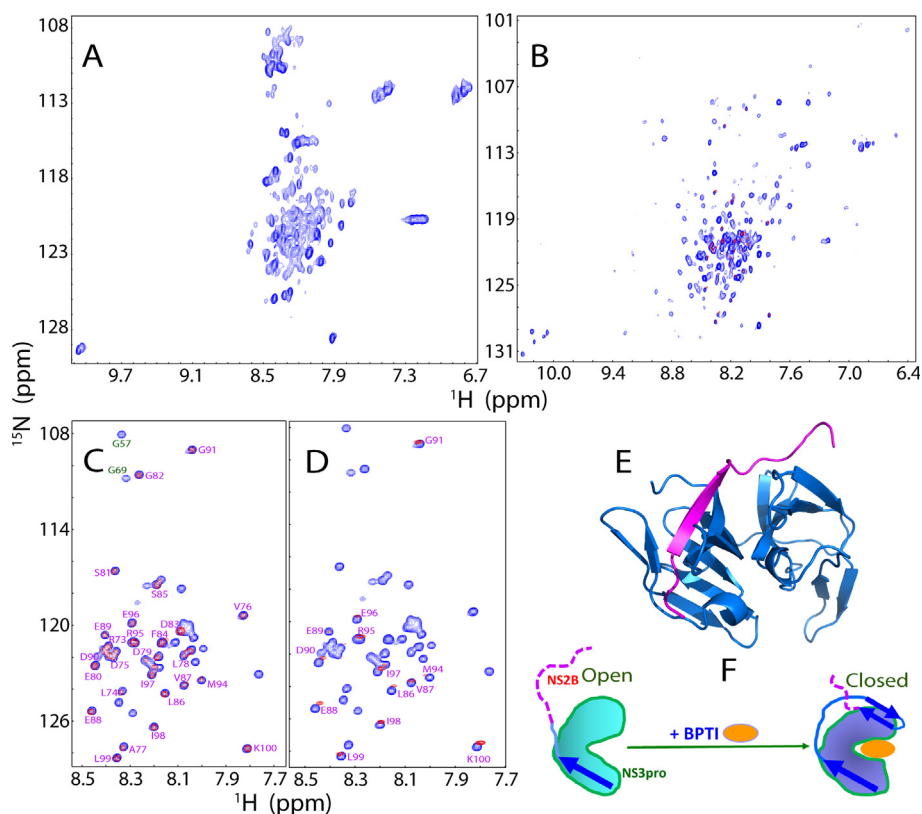 A
108
113
118
123
128
9.7
9.1
8.5
7.9
7.3
6.7
B
101
107
113
119
125
131
10.0
8.8
8.2
7.6
6.4
¹H (ppm)
¹⁵N (ppm)
C
108
114
120
126
G57
G69
G82
G91
S81
S85
E96
V76
E89
R73
R95
F84
D83
D90
D75
D79
L78
E80
I97
V87
M94
L74
L86
E88
I98
A77
L99
K100
8.5
8.3
8.1
7.9
7.7
D
G91
E96
E89
R95
D90
I97
M94
V87
L86
E88
I98
L99
K100
8.5
8.3
8.1
7.9
7.7
¹H (ppm)
E
F
NS2B
Open
NS3pro
+ BPTI
Closed